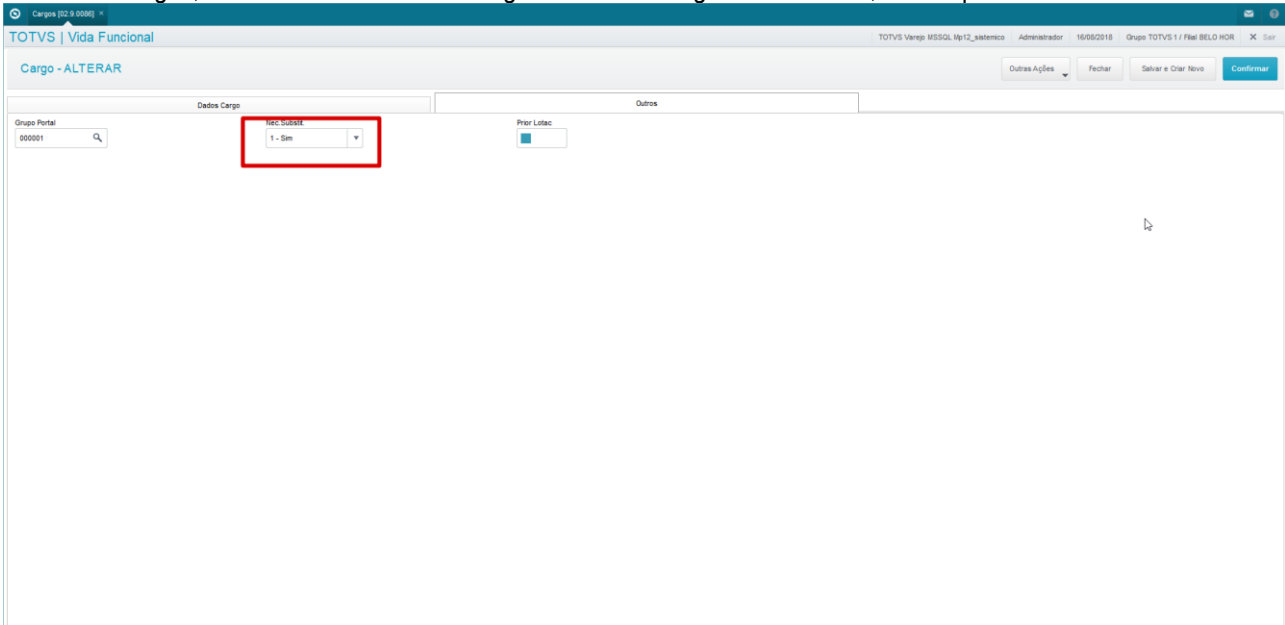 Cargos [02.9.0006] ×
TOTVS | Vida Funcional
TOTVS Varejo MSSQL Mp12_sistemico Administrador 16/08/2018 Grupo TOTVS 1 / Filial BELO HOR X Sair
Cargo - ALTERAR
Outras Ações Fechar Salvar e Criar Novo Confirmar
Dados Cargo Outros
Grupo Portal Nec.Substit. Prior Lotac
000001 1 - Sim